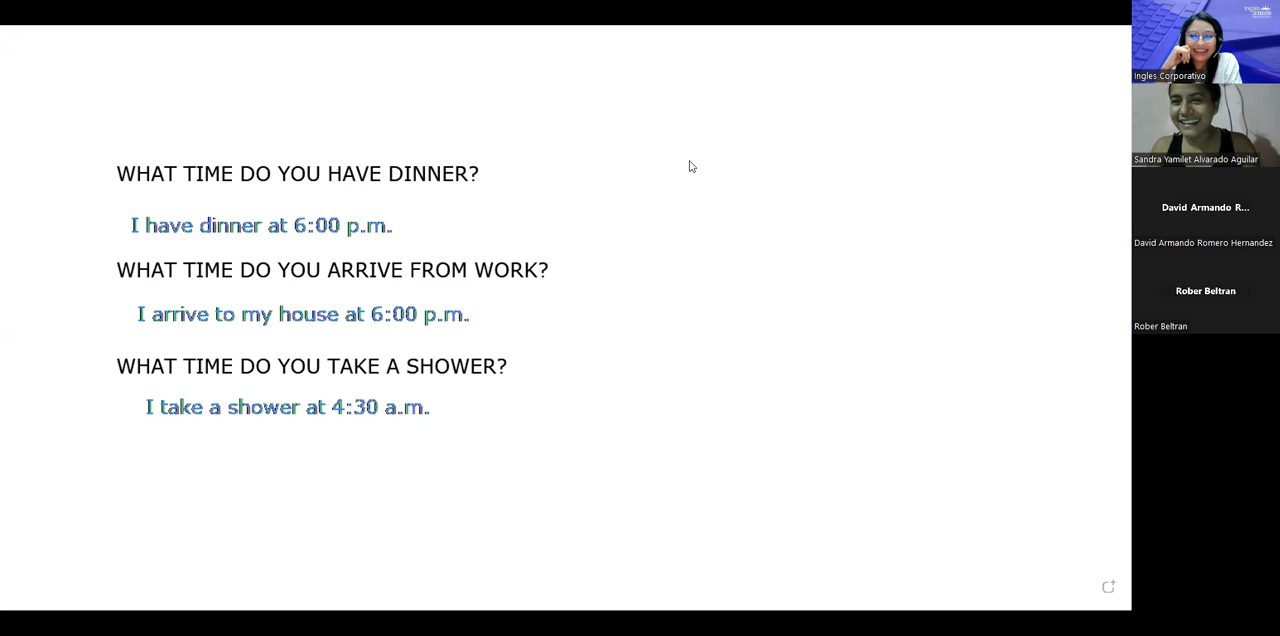 WHAT TIME DO YOU HAVE DINNER?
I have dinner at 6:00 p.m.
WHAT TIME DO YOU ARRIVE FROM WORK?
I arrive to my house at 6:00 p.m.
WHAT TIME DO YOU TAKE A SHOWER?
I take a shower at 4:30 a.m.
Ingles Corporativo
Sandra Yamilet Alvarado Aguilar
David Armando R...
David Armando Romero Hernandez
Rober Beltran
Rober Beltran